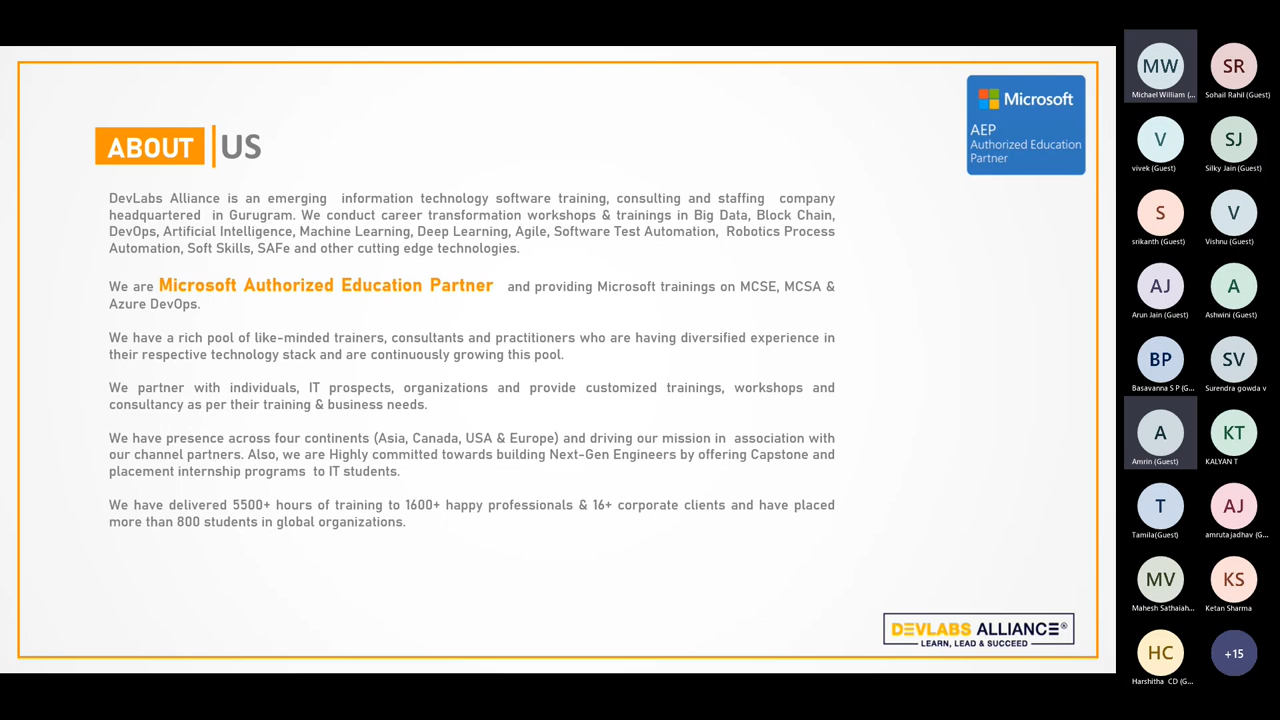 ABOUT US
Microsoft
AEP
Authorized Education
Partner
DevLabs Alliance is an emerging information technology software training, consulting and staffing company
headquartered in Gurugram. We conduct career transformation workshops & trainings in Big Data, Block Chain,
DevOps, Artificial Intelligence, Machine Learning, Deep Learning, Agile, Software Test Automation, Robotics Process
Automation, Soft Skills, SAFe and other cutting edge technologies.
We are Microsoft Authorized Education Partner and providing Microsoft trainings on MCSE, MCSA &
Azure DevOps.
We have a rich pool of like-minded trainers, consultants and practitioners who are having diversified experience in
their respective technology stack and are continuously growing this pool.
We partner with individuals, IT prospects, organizations and provide customized trainings, workshops and
consultancy as per their training & business needs.
We have presence across four continents (Asia, Canada, USA & Europe) and driving our mission in association with
our channel partners. Also, we are Highly committed towards building Next-Gen Engineers by offering Capstone and
placement internship programs to IT students.
We have delivered 5500+ hours of training to 1600+ happy professionals & 16+ corporate clients and have placed
more than 800 students in global organizations.
DEVLABS ALLIANCE®
LEARN, LEAD & SUCCEED
MW SR
Michael William (... Sohail Rahil (Guest)
V SJ
vivek (Guest) Silky Jain (Guest)
S V
srikanth (Guest) Vishnu (Guest)
AJ A
Arun Jain (Guest) Ashwini (Guest)
BP SV
Basavanna S P (G... Surendra gowda v
A KT
Amrin (Guest) KALYAN T
T AJ
Tamila(Guest) amruta jadhav (G...
MV KS
Mahesh Sathaiah... Ketan Sharma
HC +15
Harshitha CD (G...